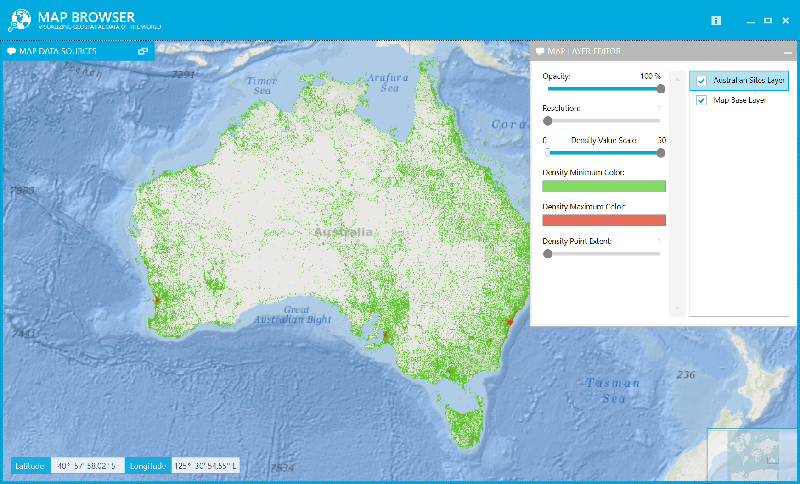 MAP BROWSER
VISUALIZING GEOSPATIAL DATA OF THE WORLD
MAP DATA SOURCES
MAP LAYER EDITOR
7291
Timor
Sea
Arafura
Sea
Opacity: 100 %
Australian Sites Layer
Map Base Layer
Resolution: 1
0 Density Value Scale: 50
Density Minimum Color:
Density Maximum Color:
Density Point Extent: 1
Australia
Great
Australian Bight
Tasman
Sea
236
7834
Latitude 40° 57' 58.02" S Longitude 125° 30' 54.55" E